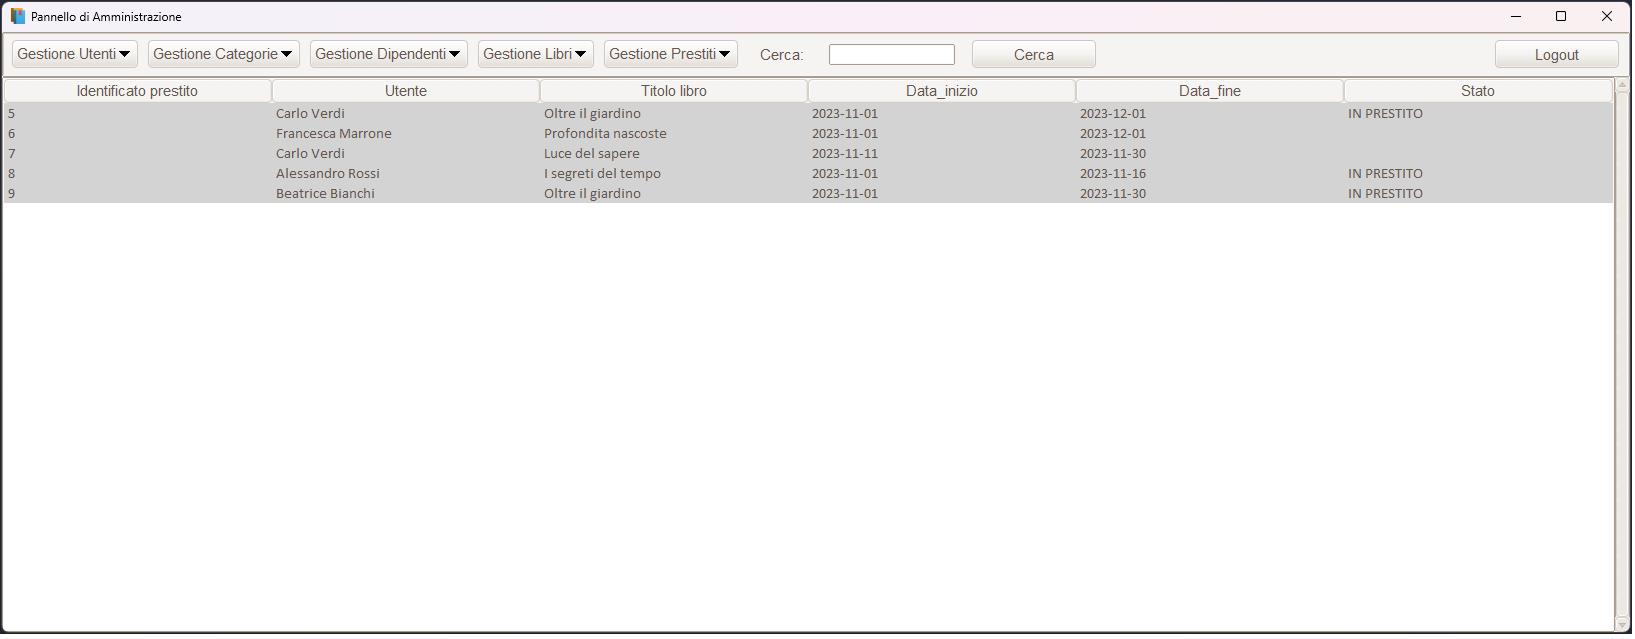 Pannello di Amministrazione
Gestione Utenti Gestione Categorie Gestione Dipendenti Gestione Libri Gestione Prestiti Cerca: Cerca Logout
Identificato prestito Utente Titolo libro Data_inizio Data_fine Stato
5 Carlo Verdi Oltre il giardino 2023-11-01 2023-12-01 IN PRESTITO
6 Francesca Marrone Profondita nascoste 2023-11-01 2023-12-01
7 Carlo Verdi Luce del sapere 2023-11-11 2023-11-30
8 Alessandro Rossi I segreti del tempo 2023-11-01 2023-11-16 IN PRESTITO
9 Beatrice Bianchi Oltre il giardino 2023-11-01 2023-11-30 IN PRESTITO